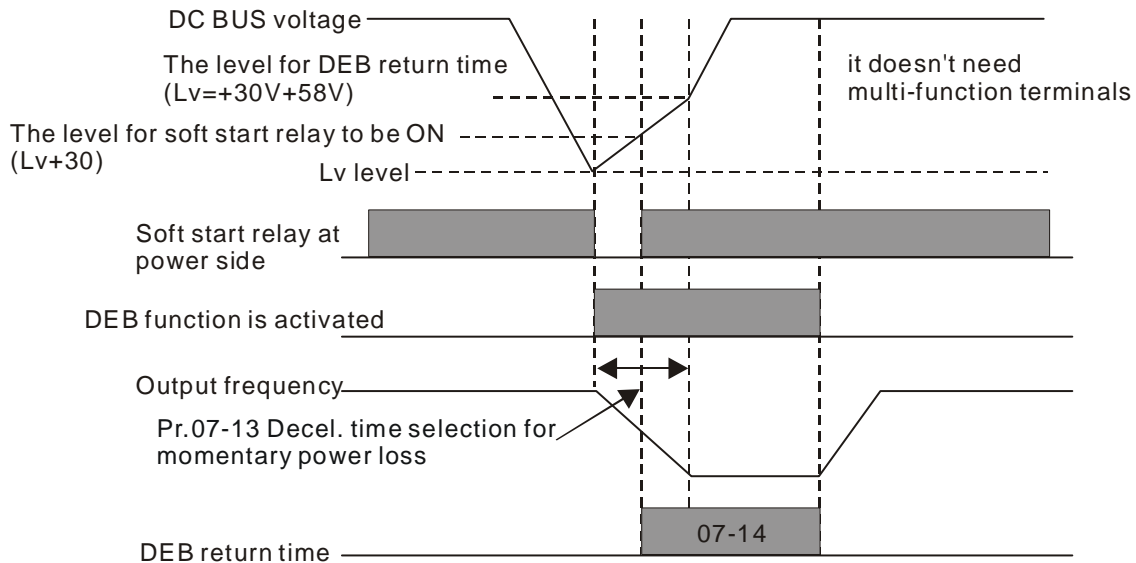 DC BUS voltage
The level for DEB return time
(Lv=+30V+58V)
it doesn't need
multi-function terminals
The level for soft start relay to be ON
(Lv+30)
Lv level
Soft start relay at
power side
DEB function is activated
Output frequency
Pr.07-13 Decel. time selection for
momentary power loss
07-14
DEB return time